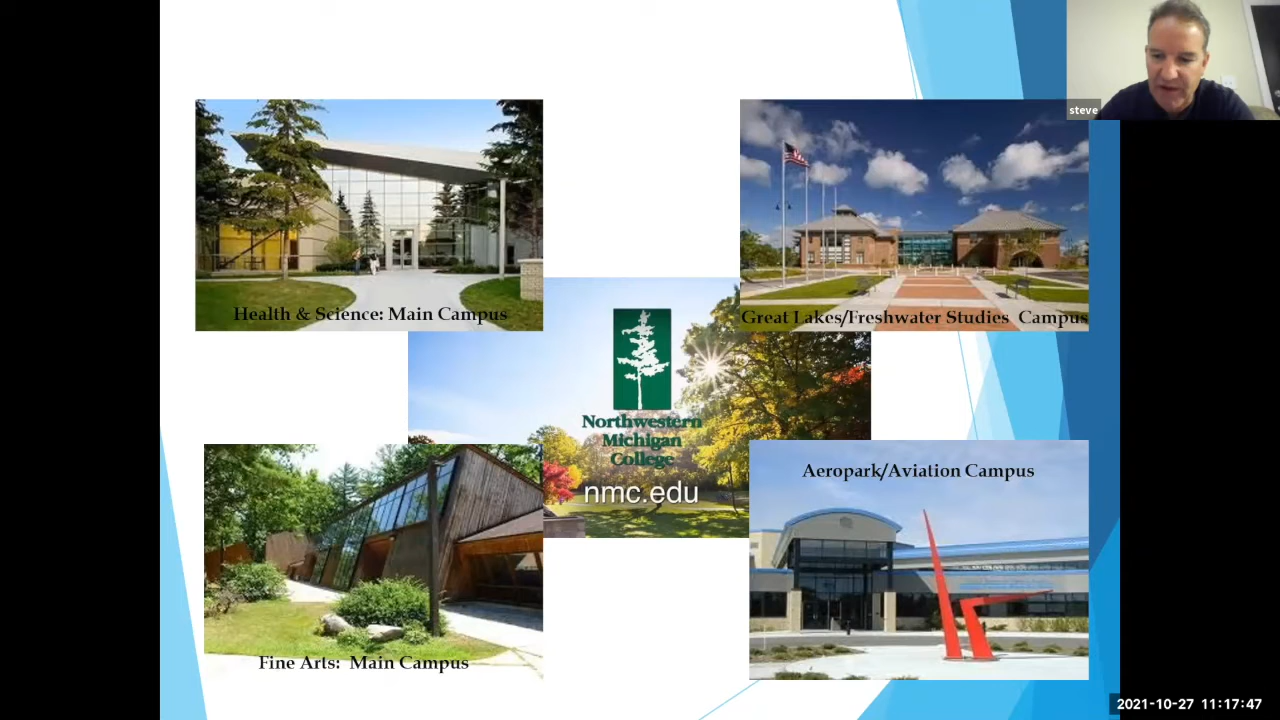 steve
Health & Science: Main Campus
Great Lakes/Freshwater Studies Campus
Northwestern
Michigan
College
nmc.edu
Aeropark/Aviation Campus
Fine Arts: Main Campus
2021-10-27 11:17:47